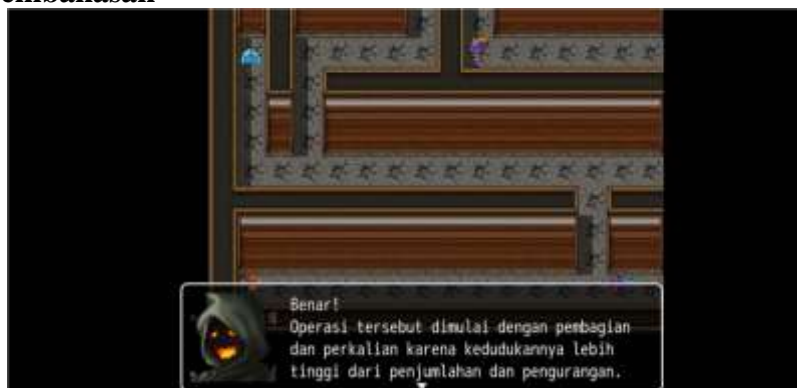 Benar!
Operasi tersebut dimulai dengan pembagian
dan perkalian karena kedudukannya lebih
tinggi dari penjumlahan dan pengurangan.